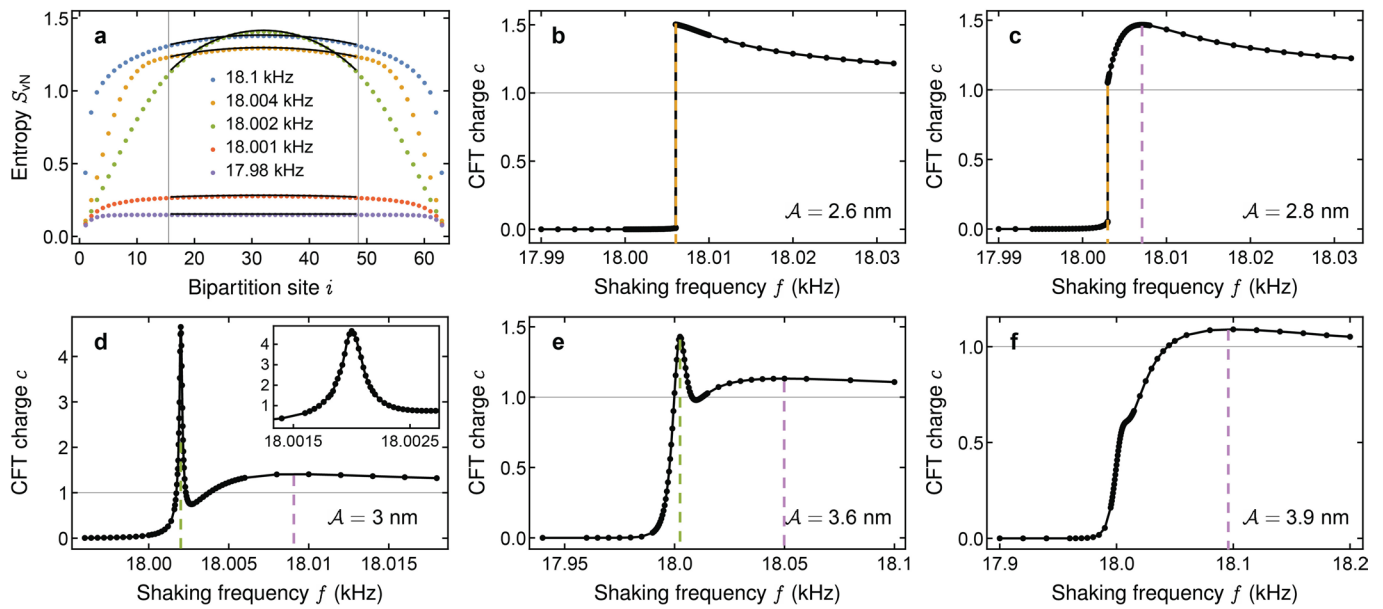 a
Entropy 𝒮vN
1.5
1.0
0.5
0.0
18.1 kHz
18.004 kHz
18.002 kHz
18.001 kHz
17.98 kHz
0 10 20 30 40 50 60
Bipartition site i
b
CFT charge c
1.5
1.0
0.5
0.0
𝒜 = 2.6 nm
17.99 18.00 18.01 18.02 18.03
Shaking frequency f (kHz)
c
CFT charge c
1.5
1.0
0.5
0.0
𝒜 = 2.8 nm
17.99 18.00 18.01 18.02 18.03
Shaking frequency f (kHz)
d
CFT charge c
4
3
2
1
0
4
3
2
1
18.0015 18.0025
𝒜 = 3 nm
18.000 18.005 18.010 18.015
Shaking frequency f (kHz)
e
CFT charge c
1.5
1.0
0.5
0.0
𝒜 = 3.6 nm
17.95 18.0 18.05 18.1
Shaking frequency f (kHz)
f
CFT charge c
1.0
0.5
0.0
𝒜 = 3.9 nm
17.9 18.0 18.1 18.2
Shaking frequency f (kHz)